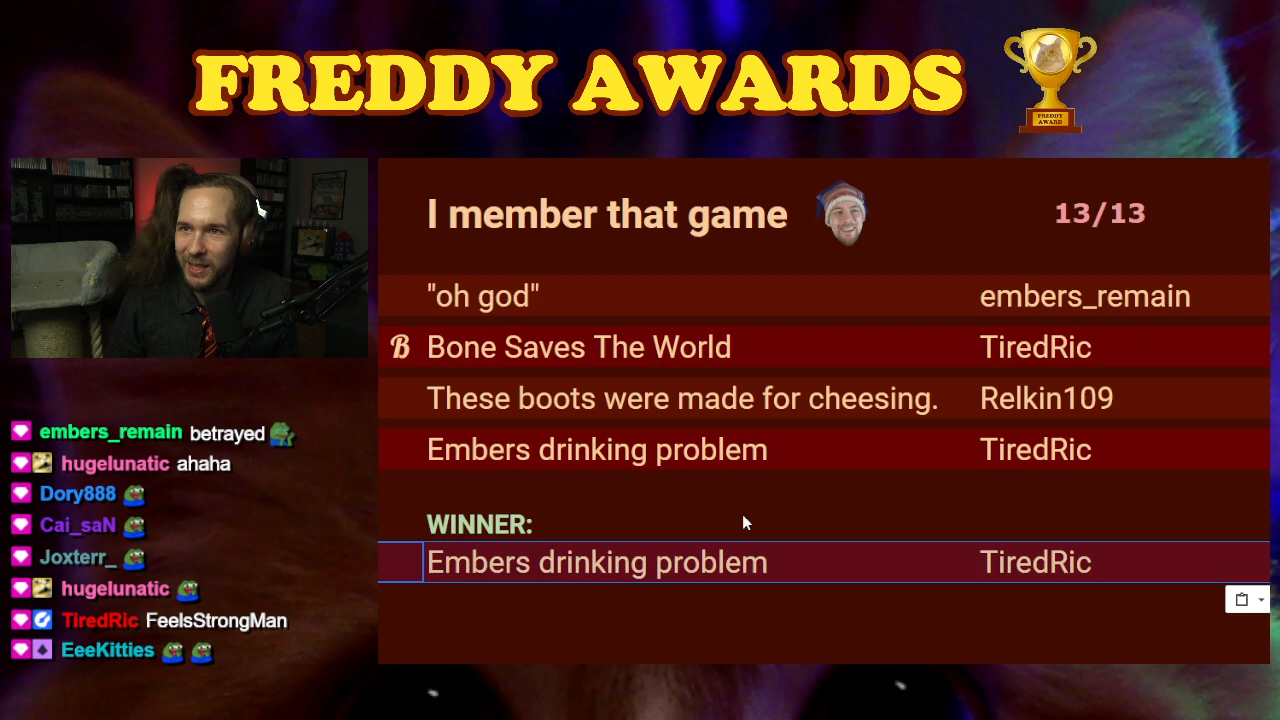 FREDDY AWARDS
FREDDY
AWARD
I member that game
13/13
"oh god" embers_remain
B Bone Saves The World TiredRic
These boots were made for cheesing. Relkin109
Embers drinking problem TiredRic
WINNER:
Embers drinking problem TiredRic
embers_remain betrayed
hugelunatic ahaha
Dory888
Cai_saN
Joxterr_
hugelunatic
TiredRic FeelsStrongMan
EeeKitties